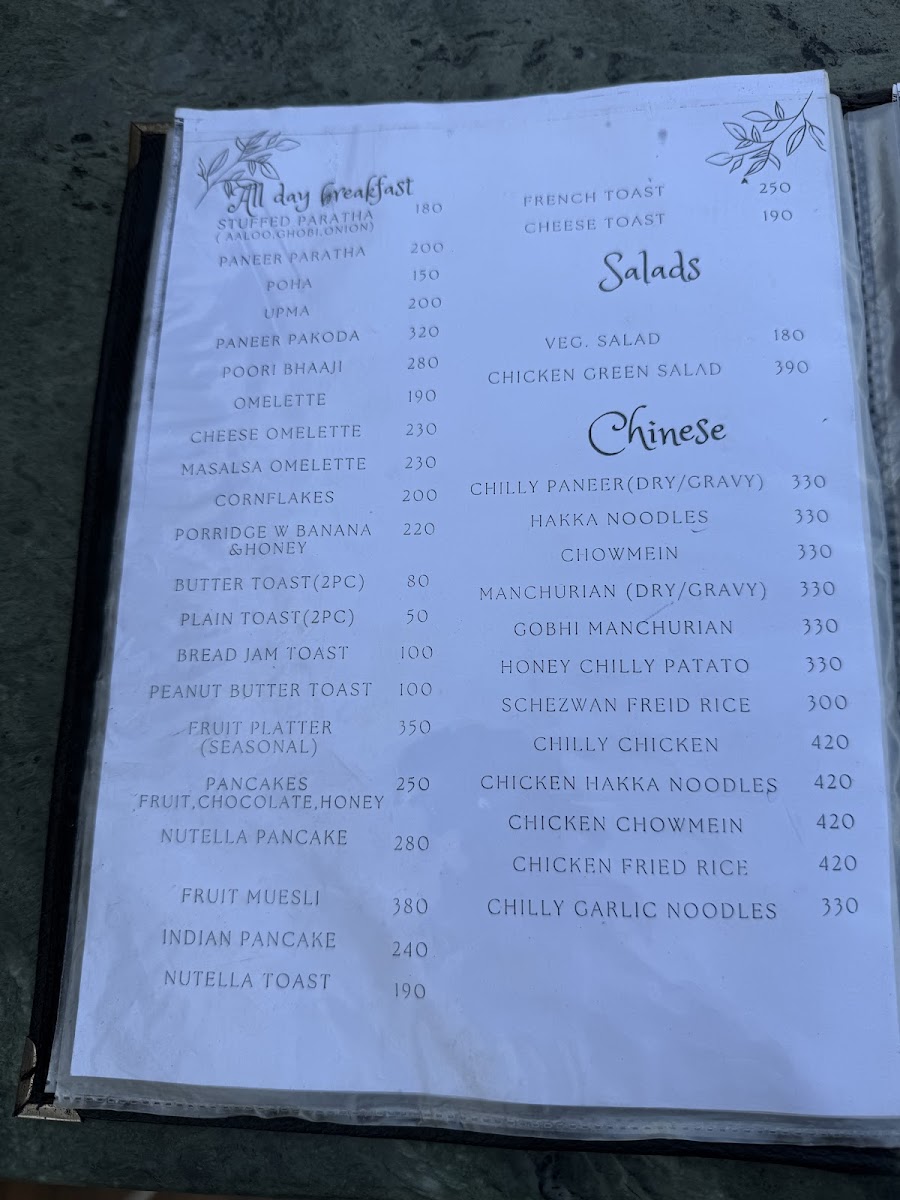 All day breakfast
STUFFED PARATHA 180
( AALOO,GHOBI,ONION)
PANEER PARATHA 200
POHA 150
UPMA 200
PANEER PAKODA 320
POORI BHAAJI 280
OMELETTE 190
CHEESE OMELETTE 230
MASALSA OMELETTE 230
CORNFLAKES 200
PORRIDGE W BANANA 220
&HONEY
BUTTER TOAST(2PC) 80
PLAIN TOAST(2PC) 50
BREAD JAM TOAST 100
PEANUT BUTTER TOAST 100
FRUIT PLATTER 350
(SEASONAL)
PANCAKES 250
FRUIT,CHOCOLATE,HONEY
NUTELLA PANCAKE 280
FRUIT MUESLI 380
INDIAN PANCAKE 240
NUTELLA TOAST 190
FRENCH TOAST 250
CHEESE TOAST 190
Salads
VEG. SALAD 180
CHICKEN GREEN SALAD 390
Chinese
CHILLY PANEER(DRY/GRAVY) 330
HAKKA NOODLES 330
CHOWMEIN 330
MANCHURIAN (DRY/GRAVY) 330
GOBHI MANCHURIAN 330
HONEY CHILLY PATATO 330
SCHEZWAN FREID RICE 300
CHILLY CHICKEN 420
CHICKEN HAKKA NOODLES 420
CHICKEN CHOWMEIN 420
CHICKEN FRIED RICE 420
CHILLY GARLIC NOODLES 330